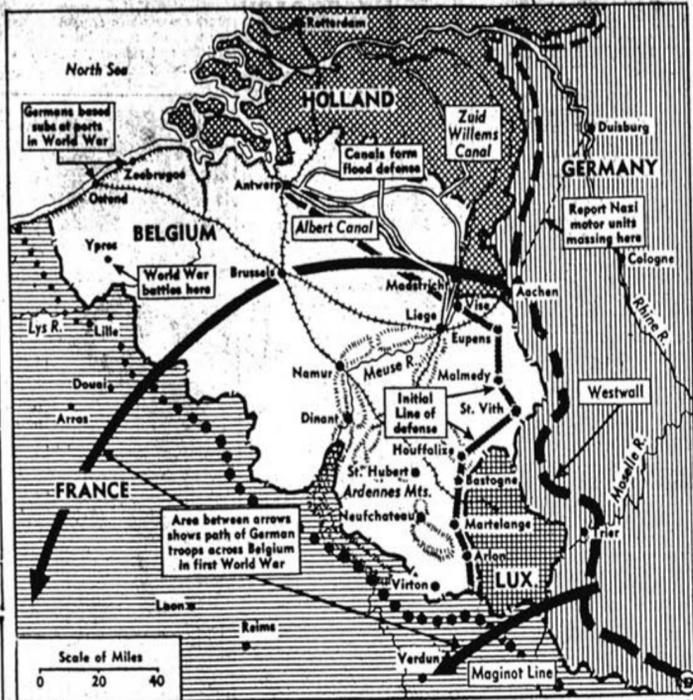 Rotterdam
North Sea
HOLLAND
Germans based
subs at ports
in World War
Zuid
Willems
Canal
Duisburg
Zeebrugge
Canals form
flood defense
GERMANY
Ostend
Antwerp
BELGIUM
Albert Canal
Report Nazi
motor units
massing here
Ypres
World War
battles here
Brussels
Cologne
Maastrich
Aachen
Vise
Rhine R.
Lys R.
Lille
Liege
Eupens
Namur
Meuse R.
Malmedy
Douai
Arras
Initial
Line of
defense
Westwall
St. Vith
Dinant
Houffalize
Moselle R.
St. Hubert
Bastogne
FRANCE
Ardennes Mts.
Area between arrows
shows path of German
troops across Belgium
in first World War
Neufchateau
Martelange
Trier
Arlon
Virton
LUX.
Laon
Reims
Scale of Miles
0 20 40
Verdun
Maginot Line